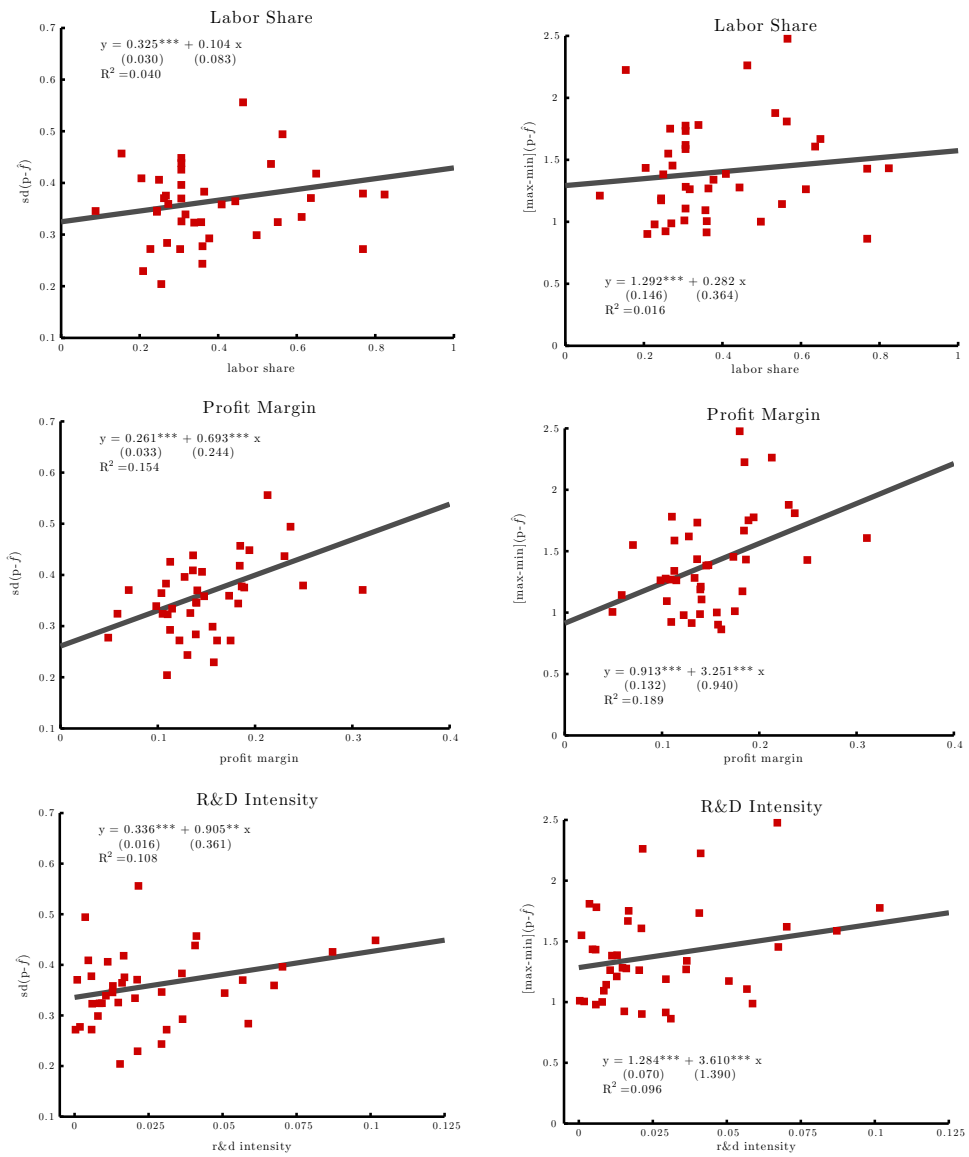 Labor Share
y = 0.325*** + 0.104 x
(0.030) (0.083)
R² =0.040
sd(p-f̂)
0.7
0.6
0.5
0.4
0.3
0.2
0.1
0 0.2 0.4 0.6 0.8 1
labor share
Labor Share
[max-min](p-f̂)
2.5
2
1.5
1
0.5
0
y = 1.292*** + 0.282 x
(0.146) (0.364)
R² =0.016
0 0.2 0.4 0.6 0.8 1
labor share
Profit Margin
y = 0.261*** + 0.693*** x
(0.033) (0.244)
R² =0.154
sd(p-f̂)
0.7
0.6
0.5
0.4
0.3
0.2
0.1
0 0.1 0.2 0.3 0.4
profit margin
Profit Margin
[max-min](p-f̂)
2.5
2
1.5
1
0.5
0
y = 0.913*** + 3.251*** x
(0.132) (0.940)
R² =0.189
0 0.1 0.2 0.3 0.4
profit margin
R&D Intensity
y = 0.336*** + 0.905** x
(0.016) (0.361)
R² =0.108
sd(p-f̂)
0.7
0.6
0.5
0.4
0.3
0.2
0.1
0 0.025 0.05 0.075 0.1 0.125
r&d intensity
R&D Intensity
[max-min](p-f̂)
2.5
2
1.5
1
0.5
0
y = 1.284*** + 3.610*** x
(0.070) (1.390)
R² =0.096
0 0.025 0.05 0.075 0.1 0.125
r&d intensity